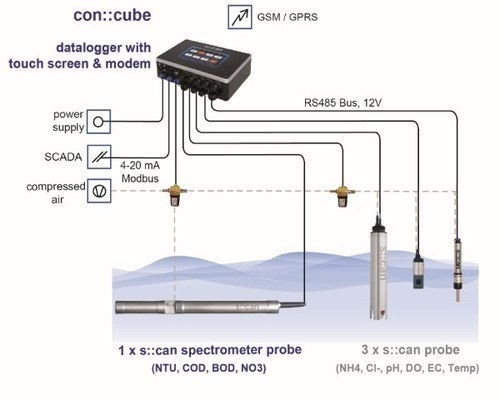 con::cube
GSM / GPRS
datalogger with
touch screen & modem
RS485 Bus, 12V
power
supply
SCADA
4-20 mA
Modbus
compressed
air
s::can
s::can
1 x s::can spectrometer probe
(NTU, COD, BOD, NO3)
3 x s::can probe
(NH4, Cl-, pH, DO, EC, Temp)